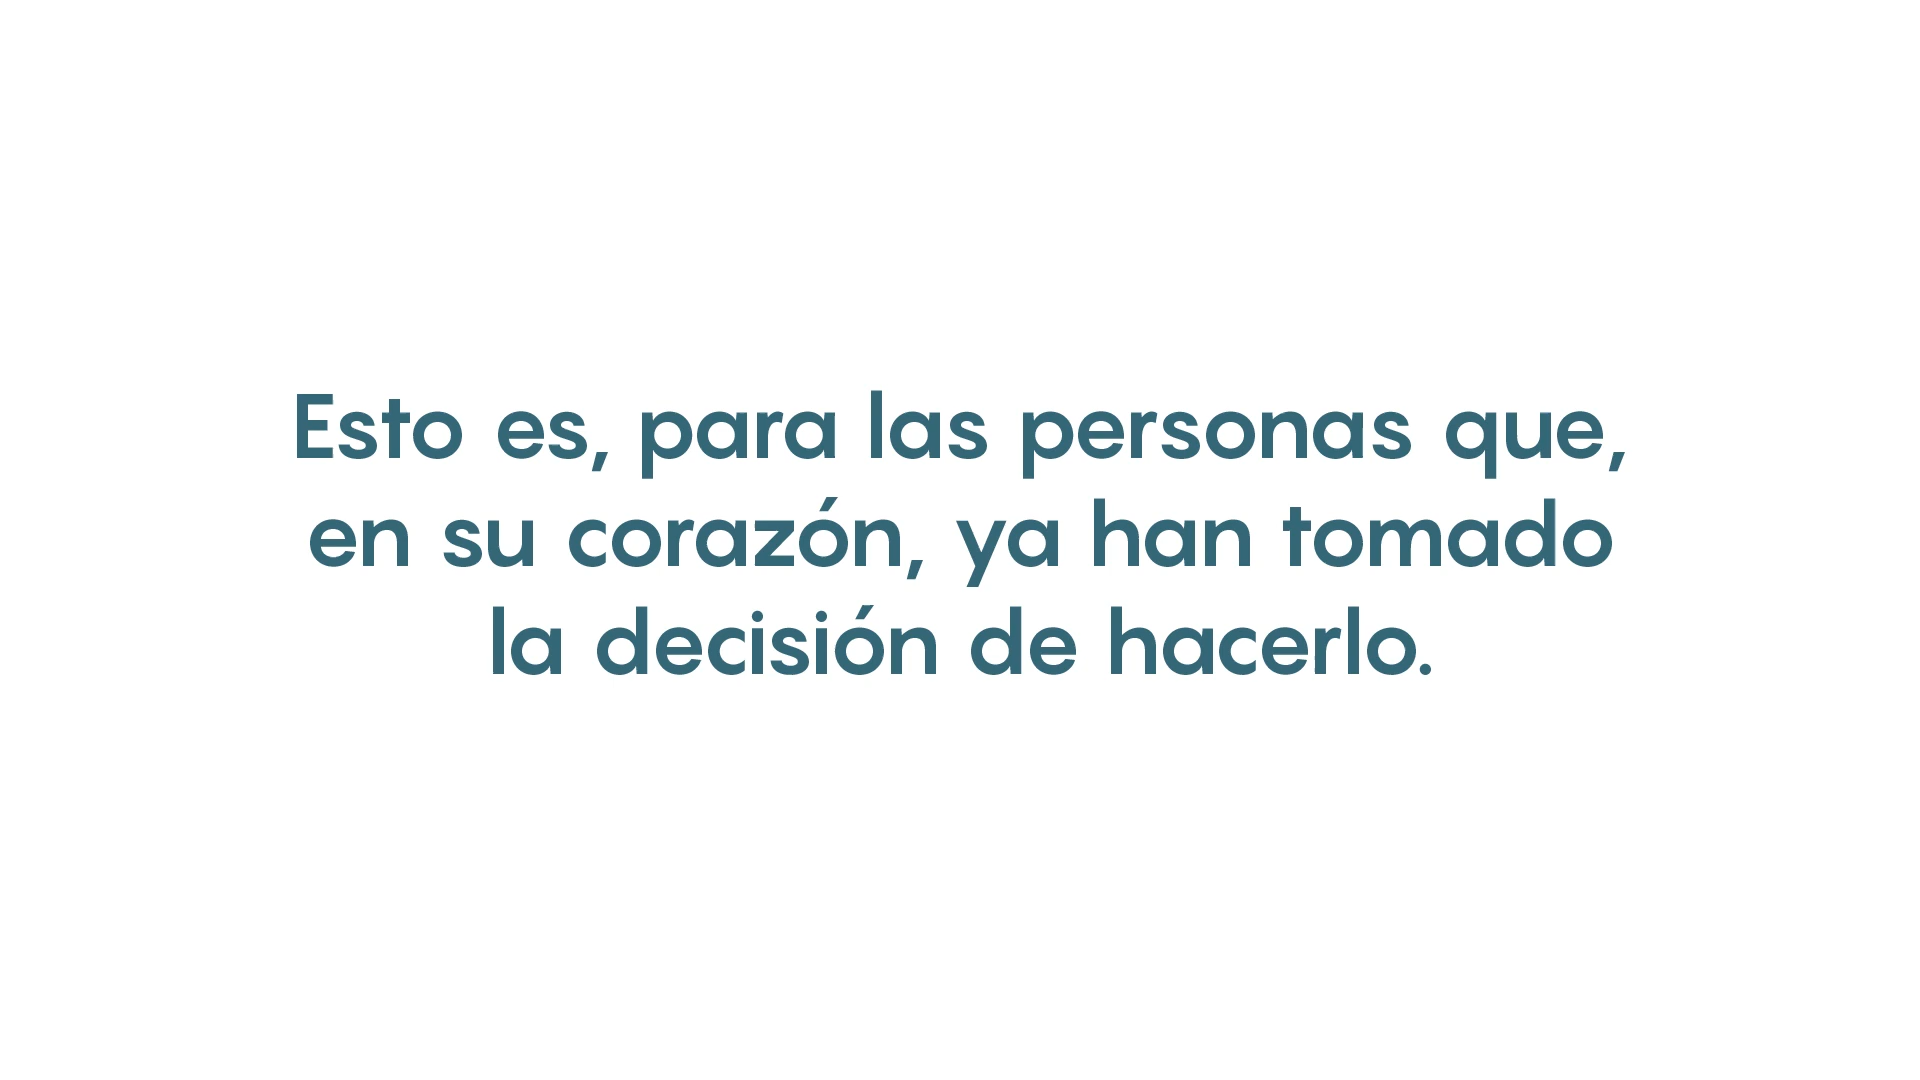 Esto es, para las personas que,
en su corazón, ya han tomado
la decisión de hacerlo.